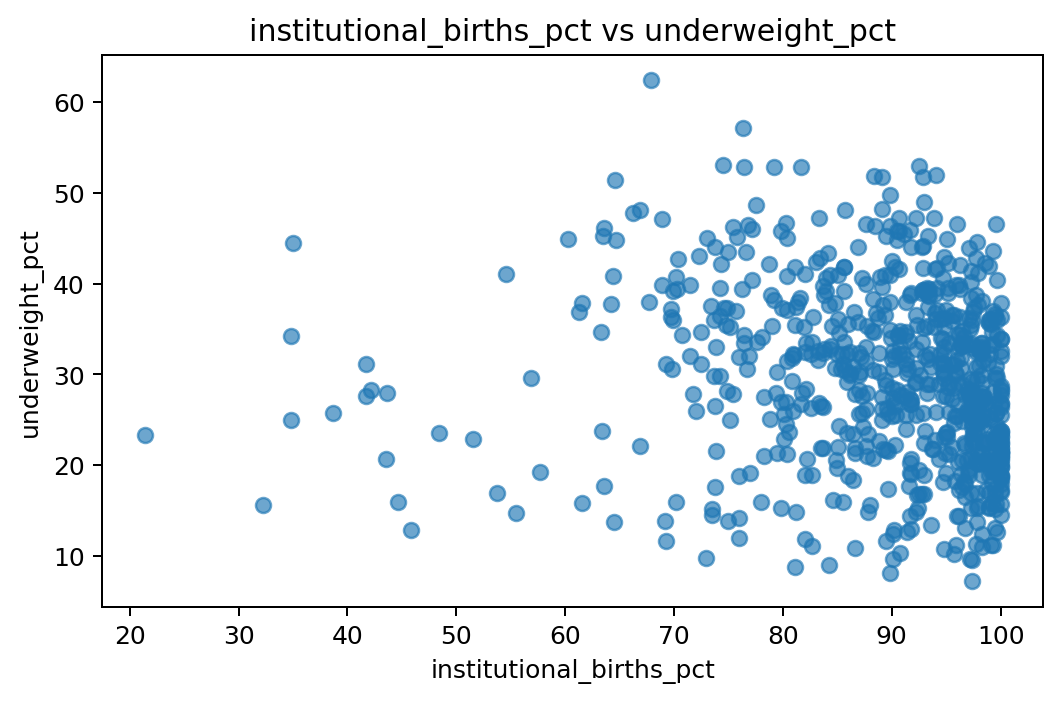 institutional_births_pct vs underweight_pct
underweight_pct
60
50
40
30
20
10
20 30 40 50 60 70 80 90 100
institutional_births_pct